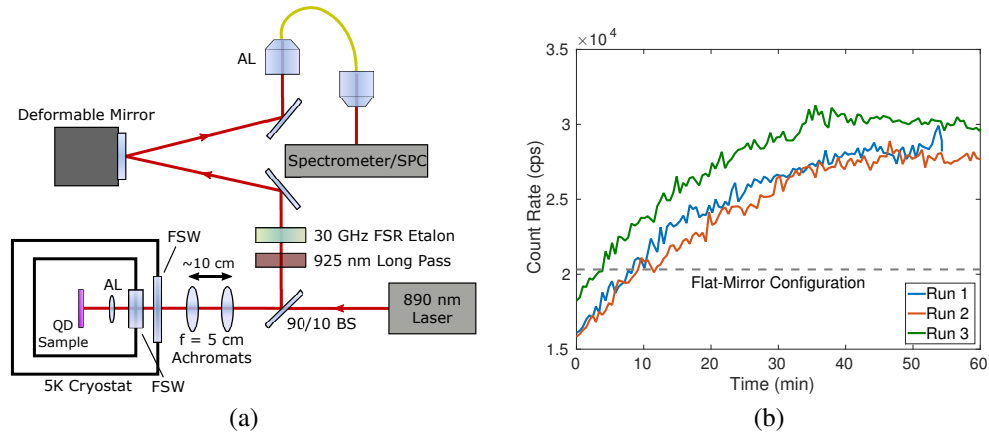 AL
Deformable Mirror
Spectrometer/SPC
30 GHz FSR Etalon
925 nm Long Pass
FSW
~10 cm
AL
QD
Sample
f = 5 cm
Achromats
90/10 BS
890 nm
Laser
5K Cryostat
FSW
(a)
×10⁴
3.5
3
2.5
2
1.5
1
Count Rate (cps)
Flat-Mirror Configuration
Run 1
Run 2
Run 3
0
10
20
30
40
50
60
Time (min)
(b)